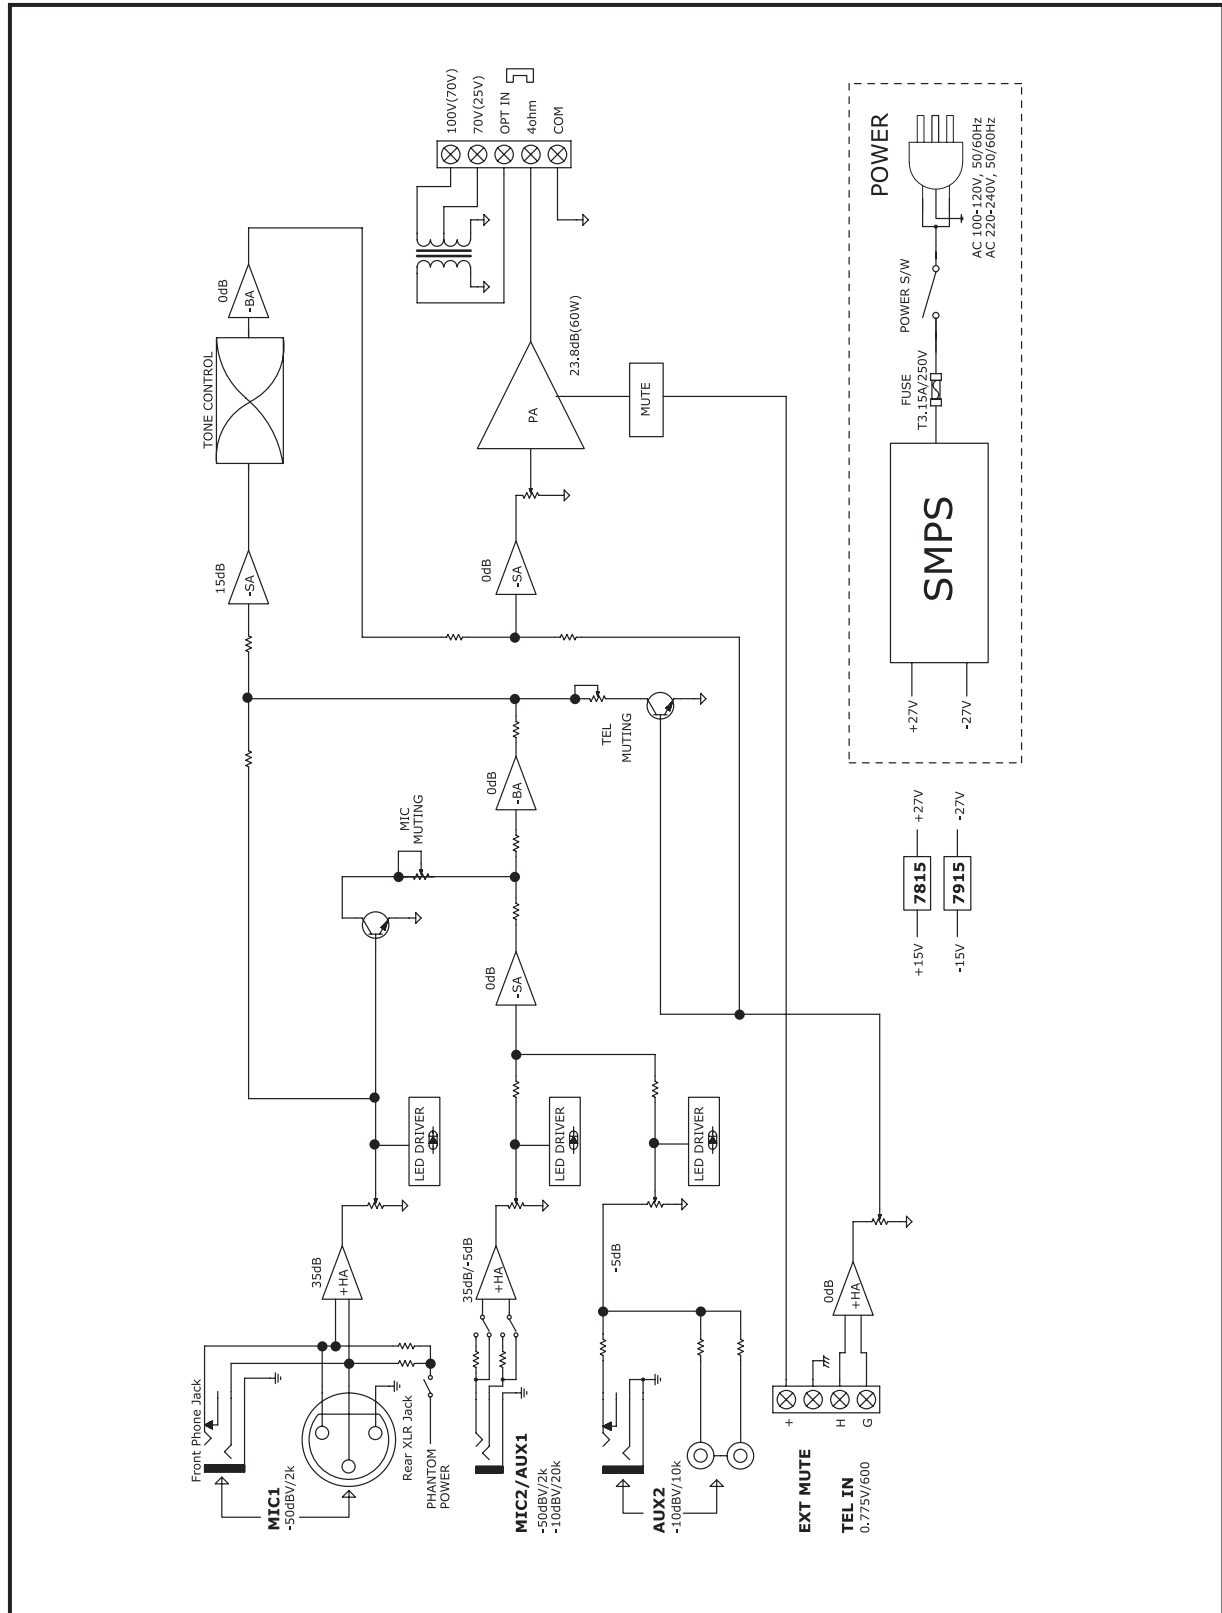 MIC1
-50dBV/2k
Front Phone Jack
Rear XLR Jack
PHANTOM
POWER
35dB
+HA
LED DRIVER
MIC
MUTING
15dB
-SA
TONE CONTROL
0dB
-BA
MIC2/AUX1
-50dBV/2k
-10dBV/20k
35dB/-5dB
+HA
LED DRIVER
0dB
-SA
0dB
-BA
0dB
-SA
PA
23.8dB(60W)
MUTE
100V(70V)
70V(25V)
OPT IN
4ohm
COM
AUX2
-10dBV/10k
-5dB
LED DRIVER
TEL
MUTING
EXT MUTE
TEL IN
0.775V/600
+
H
G
0dB
+HA
+15V
7815
+27V
-15V
7915
-27V
+27V
-27V
SMPS
FUSE
T3.15A/250V
POWER S/W
POWER
AC 100-120V, 50/60Hz
AC 220-240V, 50/60Hz